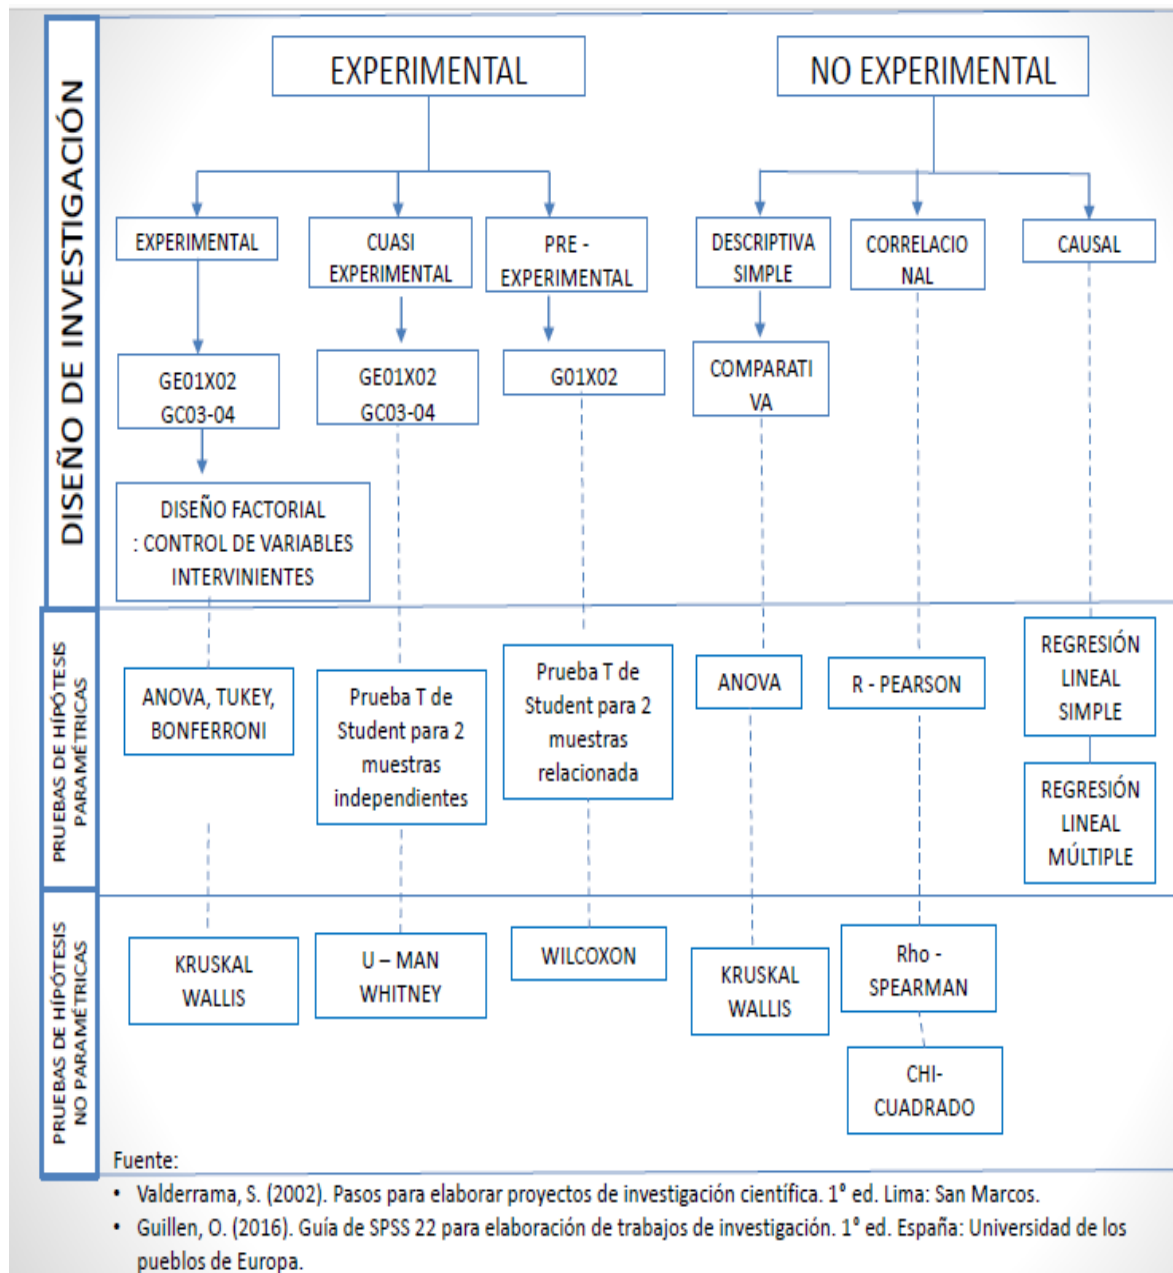 DISEÑO DE INVESTIGACIÓN
EXPERIMENTAL
NO EXPERIMENTAL
EXPERIMENTAL
CUASI
EXPERIMENTAL
PRE -
EXPERIMENTAL
DESCRIPTIVA
SIMPLE
CORRELACIO
NAL
CAUSAL
GE01X02
GC03-04
GE01X02
GC03-04
G01X02
COMPARATI
VA
DISEÑO FACTORIAL
: CONTROL DE VARIABLES
INTERVINIENTES
PRUEBAS DE HÍPÓTESIS
PARAMÉTRICAS
ANOVA, TUKEY,
BONFERRONI
Prueba T de
Student para 2
muestras
independientes
Prueba T de
Student para 2
muestras
relacionada
ANOVA
R - PEARSON
REGRESIÓN
LINEAL
SIMPLE
REGRESIÓN
LINEAL
MÚLTIPLE
PRUEBAS DE HÍPÓTESIS
NO PARAMÉTRICAS
KRUSKAL
WALLIS
U – MAN
WHITNEY
WILCOXON
KRUSKAL
WALLIS
Rho -
SPEARMAN
CHI-
CUADRADO
Fuente:
• Valderrama, S. (2002). Pasos para elaborar proyectos de investigación científica. 1° ed. Lima: San Marcos.
• Guillen, O. (2016). Guía de SPSS 22 para elaboración de trabajos de investigación. 1° ed. España: Universidad de los
pueblos de Europa.